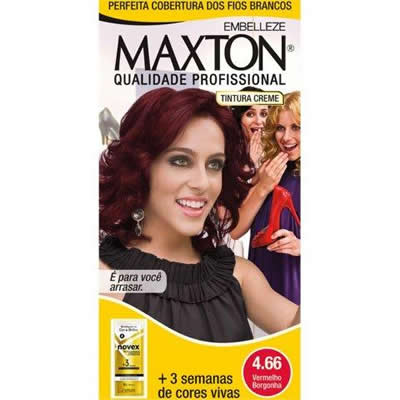 PERFEITA COBERTURA DOS FIOS BRANCOS
EMBELLEZE
MAXTON®
QUALIDADE PROFISSIONAL
TINTURA CREME
É para você
arrasar.
novex
3
+ 3 semanas
de cores vivas
4.66
Vermelho
Borgonha